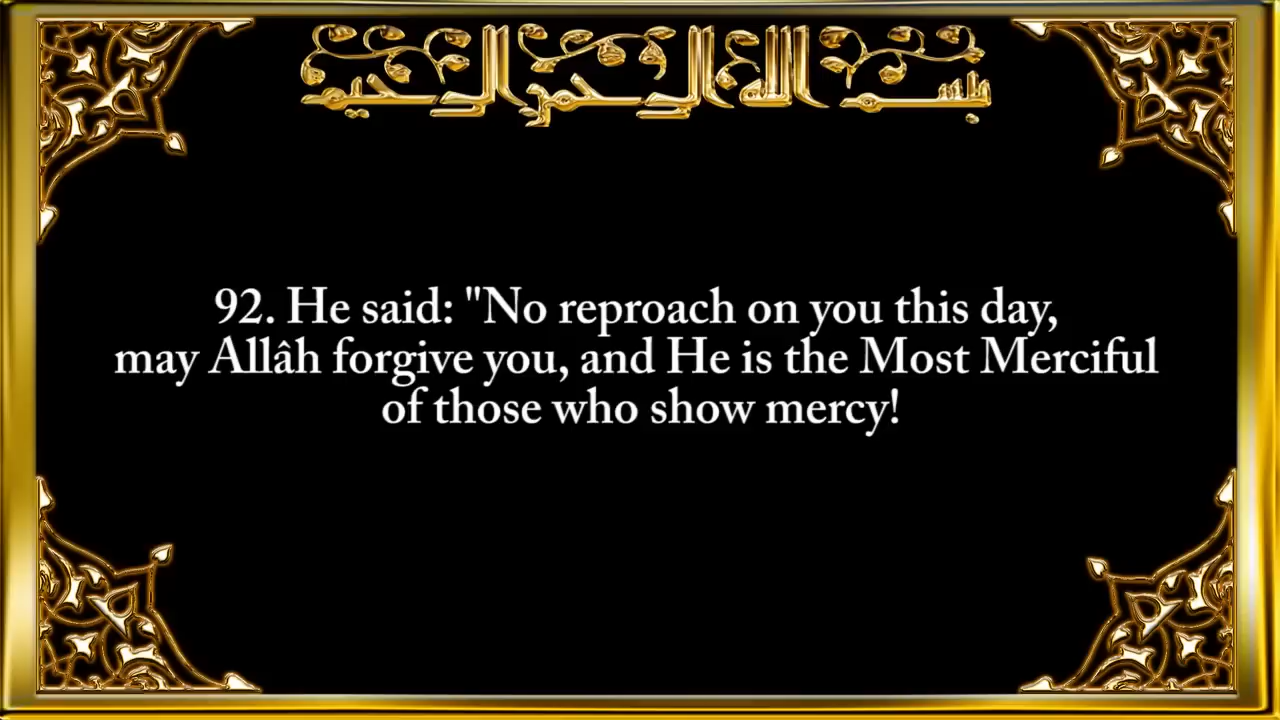 بسم الله الرحمن الرحيم
92. He said: "No reproach on you this day,
may Allâh forgive you, and He is the Most Merciful
of those who show mercy!